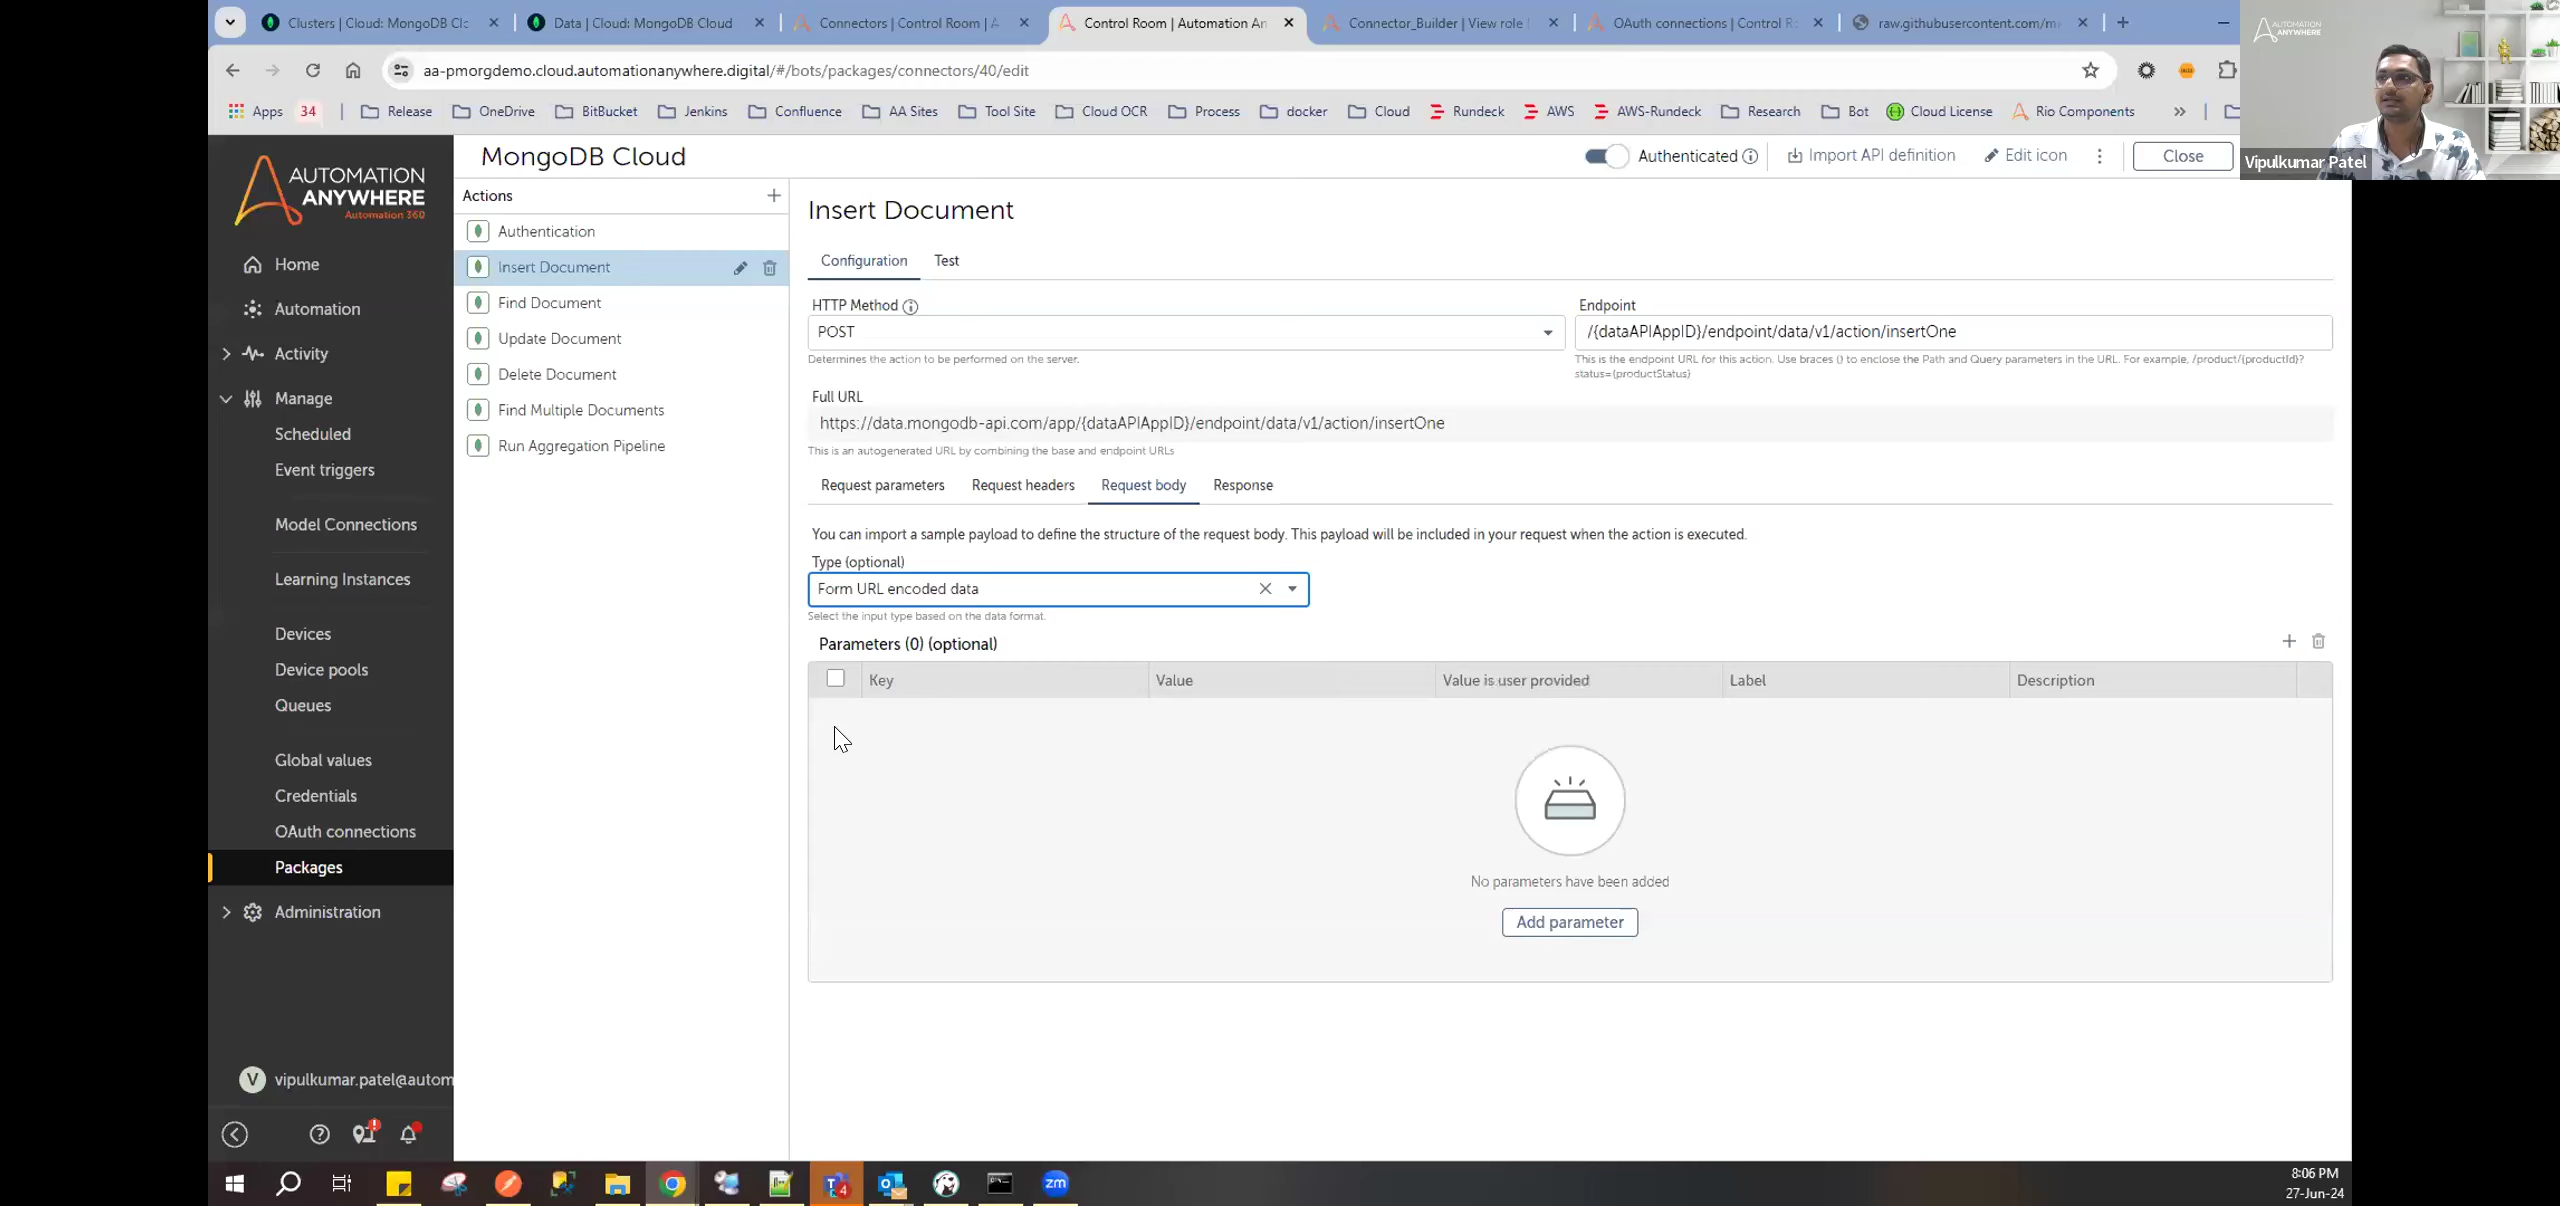 Clusters | Cloud: MongoDB Clc
Data | Cloud: MongoDB Cloud
Connectors | Control Room | A
Control Room | Automation An
Connector_Builder | View role
OAuth connections | Control R
raw.githubusercontent.com/m
AUTOMATION
ANYWHERE
aa-pmorgdemo.cloud.automationanywhere.digital/#/bots/packages/connectors/40/edit
Apps
34
Release
OneDrive
BitBucket
Jenkins
Confluence
AA Sites
Tool Site
Cloud OCR
Process
docker
Cloud
Rundeck
AWS
AWS-Rundeck
Research
Bot
Cloud License
Rio Components
Vipulkumar Patel
AUTOMATION
ANYWHERE
Automation 360
Home
Automation
Activity
Manage
Scheduled
Event triggers
Model Connections
Learning Instances
Devices
Device pools
Queues
Global values
Credentials
OAuth connections
Packages
Administration
V
vipulkumar.patel@autom
MongoDB Cloud
Authenticated
Import API definition
Edit icon
Close
Actions
Authentication
Insert Document
Find Document
Update Document
Delete Document
Find Multiple Documents
Run Aggregation Pipeline
Insert Document
Configuration
Test
HTTP Method
POST
Determines the action to be performed on the server.
Endpoint
/{dataAPIAppID}/endpoint/data/v1/action/insertOne
This is the endpoint URL for this action. Use braces {} to enclose the Path and Query parameters in the URL. For example, /product/{productId}?
status={productStatus}
Full URL
https://data.mongodb-api.com/app/{dataAPIAppID}/endpoint/data/v1/action/insertOne
This is an autogenerated URL by combining the base and endpoint URLs
Request parameters
Request headers
Request body
Response
You can import a sample payload to define the structure of the request body. This payload will be included in your request when the action is executed.
Type (optional)
Form URL encoded data
Select the input type based on the data format.
Parameters (0) (optional)
Key
Value
Value is user provided
Label
Description
No parameters have been added
Add parameter
4
zm
8:06 PM
27-Jun-24